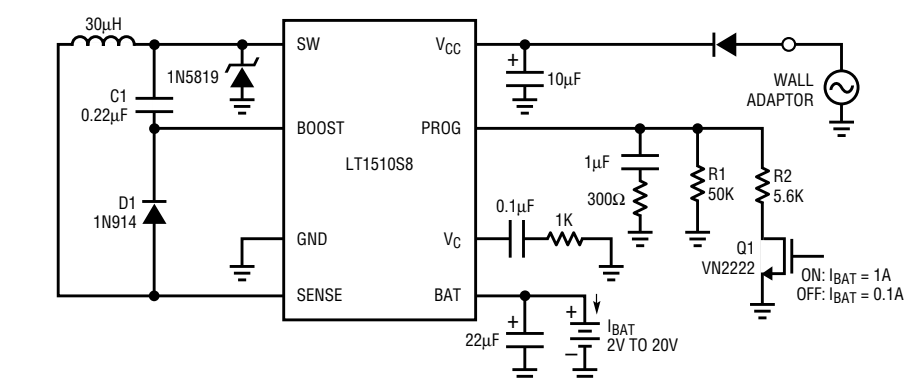 30µH
SW
1N5819
C1
0.22µF
BOOST
D1
1N914
GND
SENSE
LT1510S8
VCC
+
10µF
WALL
ADAPTOR
PROG
1µF
300Ω
R1
50K
R2
5.6K
0.1µF
1K
VC
Q1
VN2222
ON: IBAT = 1A
OFF: IBAT = 0.1A
BAT
+
22µF
+
–
IBAT
2V TO 20V